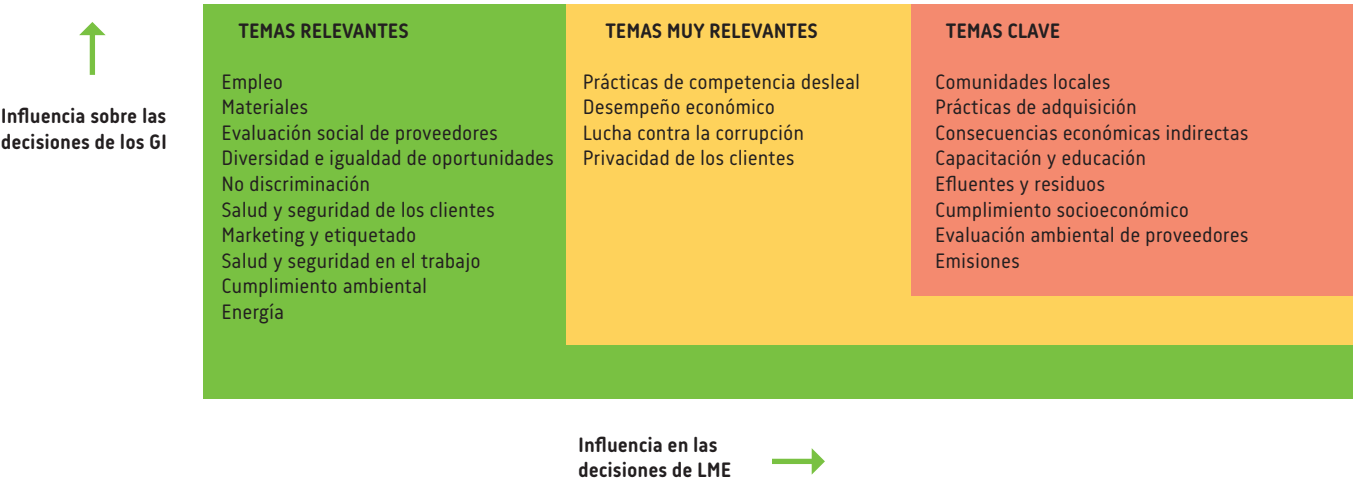 Influencia sobre las
decisiones de los GI
TEMAS RELEVANTES
Empleo
Materiales
Evaluación social de proveedores
Diversidad e igualdad de oportunidades
No discriminación
Salud y seguridad de los clientes
Marketing y etiquetado
Salud y seguridad en el trabajo
Cumplimiento ambiental
Energía
TEMAS MUY RELEVANTES
Prácticas de competencia desleal
Desempeño económico
Lucha contra la corrupción
Privacidad de los clientes
TEMAS CLAVE
Comunidades locales
Prácticas de adquisición
Consecuencias económicas indirectas
Capacitación y educación
Efluentes y residuos
Cumplimiento socioeconómico
Evaluación ambiental de proveedores
Emisiones
Influencia en las
decisiones de LME